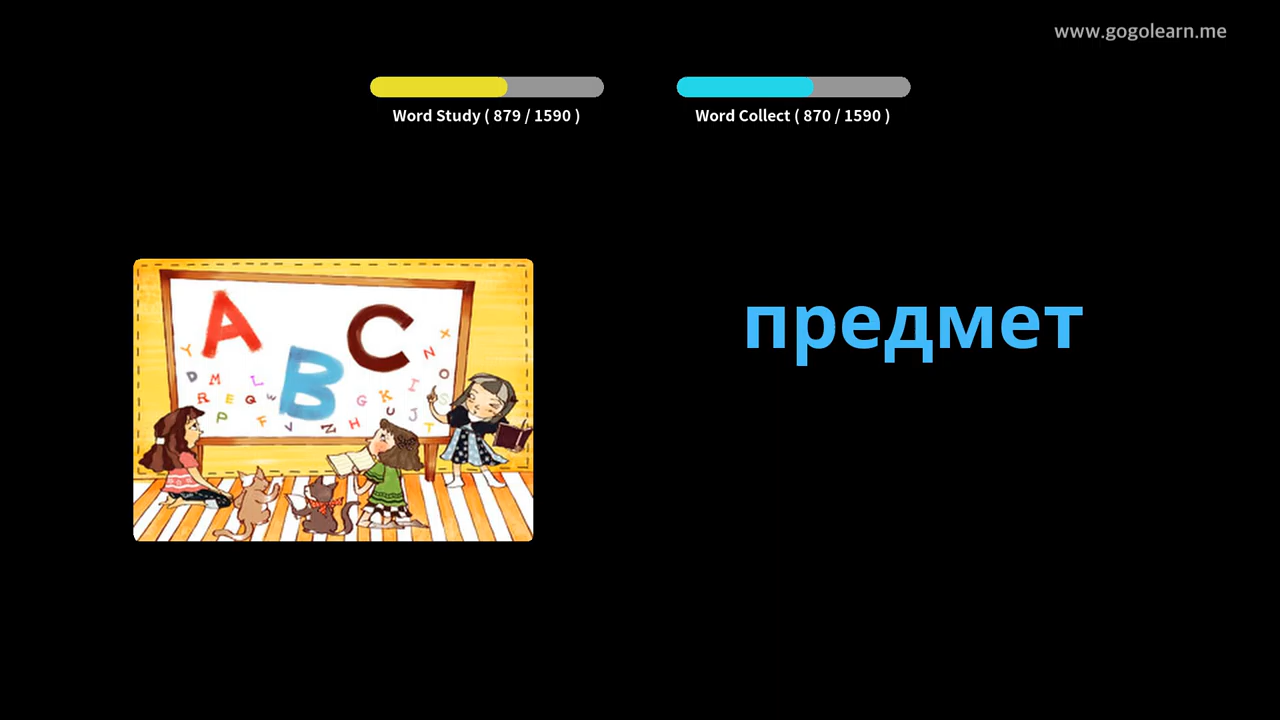 www.gogolearn.me
Word Study ( 879 / 1590 )
Word Collect ( 870 / 1590 )
предмет
A
B
C
X
Y
N
D
M
L
O
R
E
Q
W
G
K
I
S
P
F
V
Z
H
U
J
T